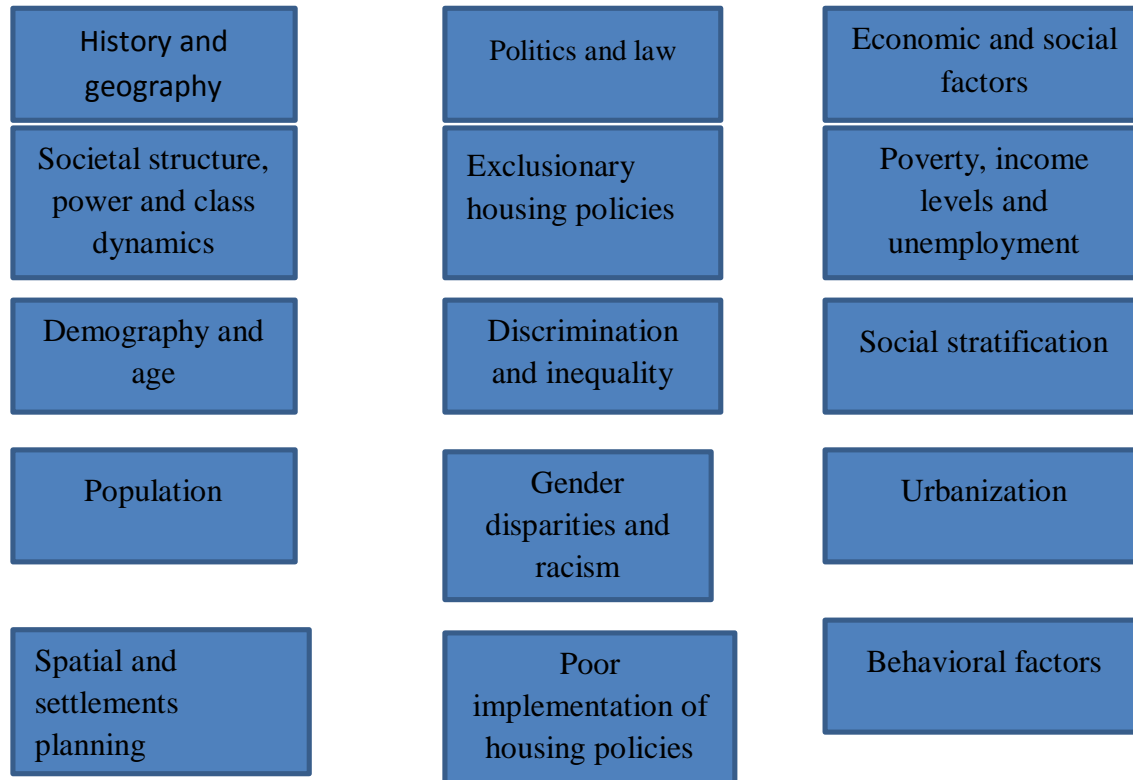 History and
geography
Politics and law
Economic and social
factors
Societal structure,
power and class
dynamics
Exclusionary
housing policies
Poverty, income
levels and
unemployment
Demography and
age
Discrimination
and inequality
Social stratification
Population
Gender
disparities and
racism
Urbanization
Spatial and
settlements
planning
Poor
implementation of
housing policies
Behavioral factors